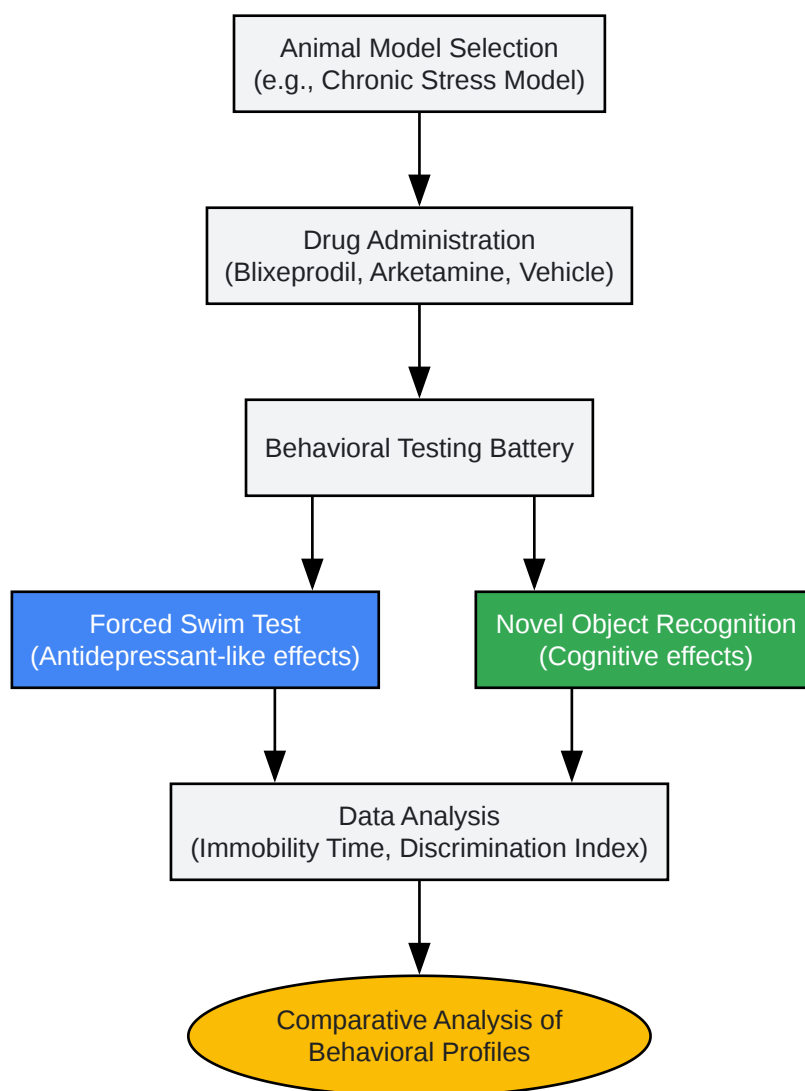 Animal Model Selection
(e.g., Chronic Stress Model)
Drug Administration
(Blixeprodil, Arketamine, Vehicle)
Behavioral Testing Battery
Forced Swim Test
(Antidepressant-like effects)
Novel Object Recognition
(Cognitive effects)
Data Analysis
(Immobility Time, Discrimination Index)
Comparative Analysis of
Behavioral Profiles